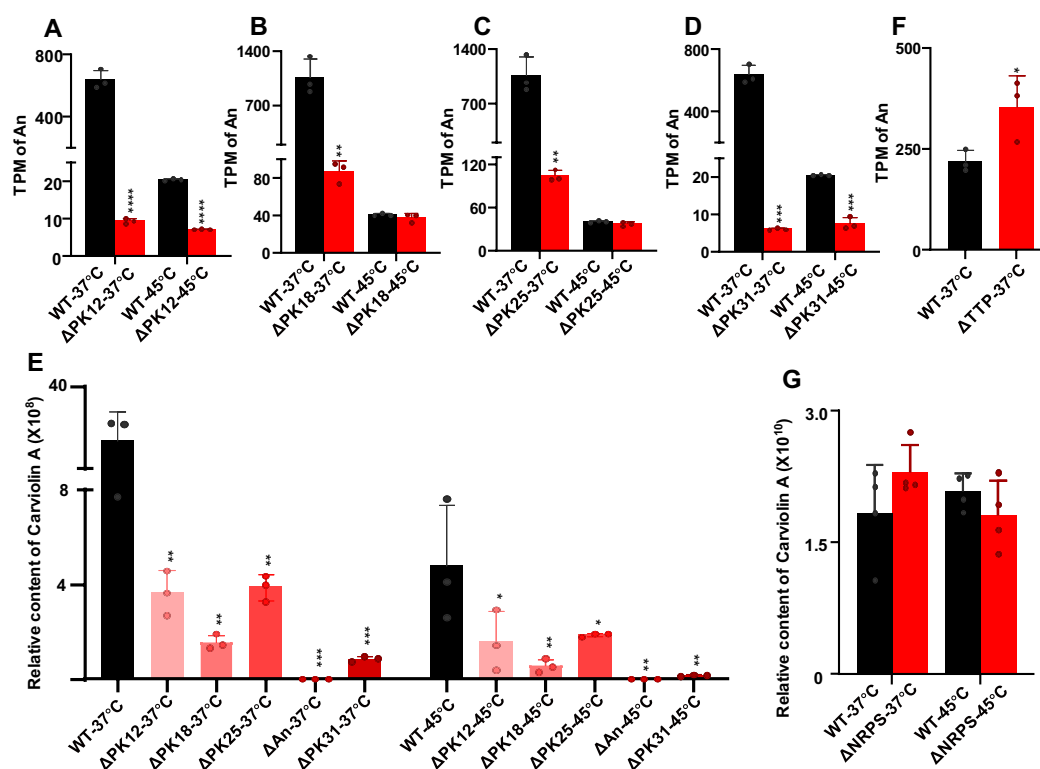 A
TPM of An
800
400
20
10
0
****
****
WT-37°C
ΔPK12-37°C
WT-45°C
ΔPK12-45°C
B
TPM of An
1400
700
80
40
0
**
WT-37°C
ΔPK18-37°C
WT-45°C
ΔPK18-45°C
C
TPM of An
1400
700
120
60
0
**
WT-37°C
ΔPK25-37°C
WT-45°C
ΔPK25-45°C
D
TPM of An
800
400
20
10
0
***
***
WT-37°C
ΔPK31-37°C
WT-45°C
ΔPK31-45°C
F
TPM of An
500
250
0
*
WT-37°C
ΔTTP-37°C
E
Relative content of Carviolin A (X10⁸)
40
8
4
**
**
**
***
***
*
**
*
**
**
WT-37°C
ΔPK12-37°C
ΔPK18-37°C
ΔPK25-37°C
ΔAn-37°C
ΔPK31-37°C
WT-45°C
ΔPK12-45°C
ΔPK18-45°C
ΔPK25-45°C
ΔAn-45°C
ΔPK31-45°C
G
Relative content of Carviolin A (X10¹⁰)
3.0
1.5
0
WT-37°C
ΔNRPS-37°C
WT-45°C
ΔNRPS-45°C